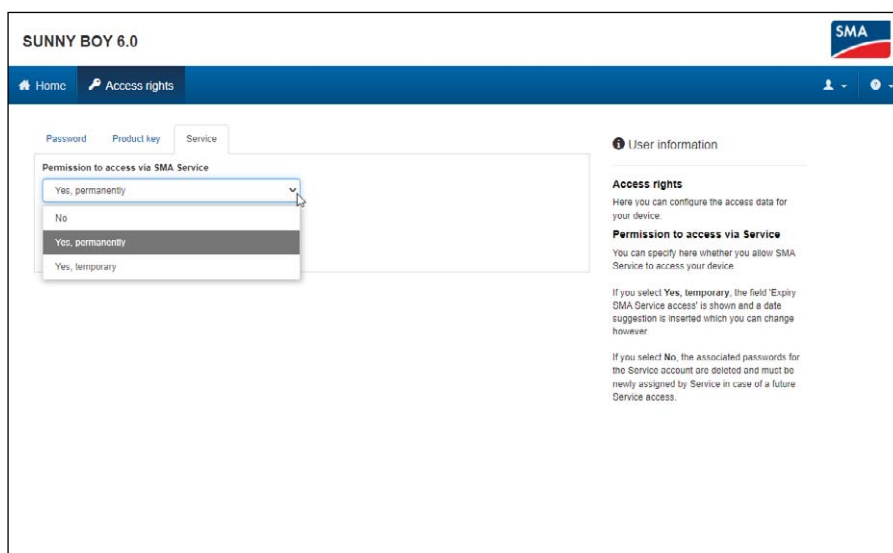 SUNNY BOY 6.0
SMA
Home
Access rights
Password
Product key
Service
Permission to access via SMA Service
Yes, permanently
No
Yes, permanently
Yes, temporary
User information
Access rights
Here you can configure the access data for
your device.
Permission to access via Service
You can specify here whether you allow SMA
Service to access your device
If you select Yes, temporary, the field 'Expiry
SMA Service access' is shown and a date
suggestion is inserted which you can change
however
If you select No, the associated passwords for
the Service account are deleted and must be
newly assigned by Service in case of a future
Service access.